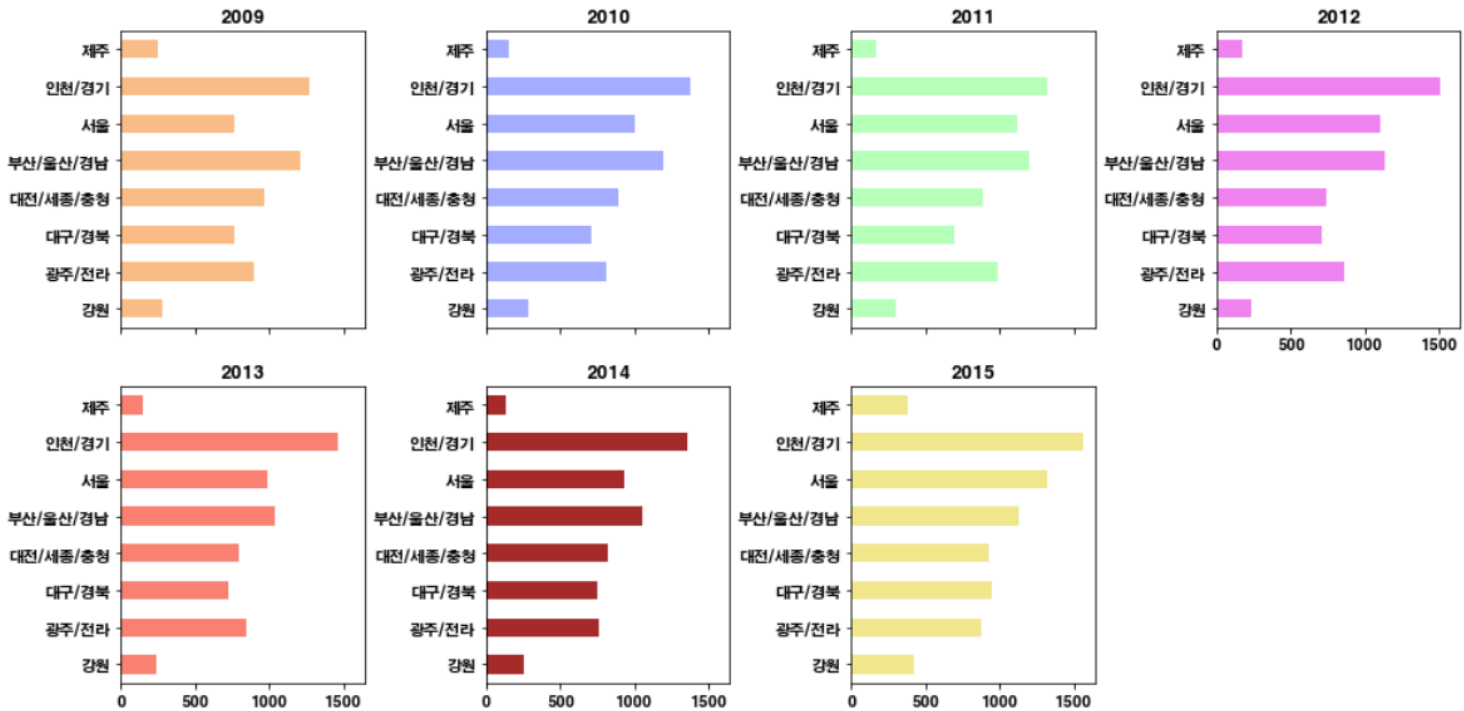 2009
제주
인천/경기
서울
부산/울산/경남
대전/세종/충청
대구/경북
광주/전라
강원
2010
제주
인천/경기
서울
부산/울산/경남
대전/세종/충청
대구/경북
광주/전라
강원
2011
제주
인천/경기
서울
부산/울산/경남
대전/세종/충청
대구/경북
광주/전라
강원
2012
제주
인천/경기
서울
부산/울산/경남
대전/세종/충청
대구/경북
광주/전라
강원
0 500 1000 1500
2013
제주
인천/경기
서울
부산/울산/경남
대전/세종/충청
대구/경북
광주/전라
강원
0 500 1000 1500
2014
제주
인천/경기
서울
부산/울산/경남
대전/세종/충청
대구/경북
광주/전라
강원
0 500 1000 1500
2015
제주
인천/경기
서울
부산/울산/경남
대전/세종/충청
대구/경북
광주/전라
강원
0 500 1000 1500